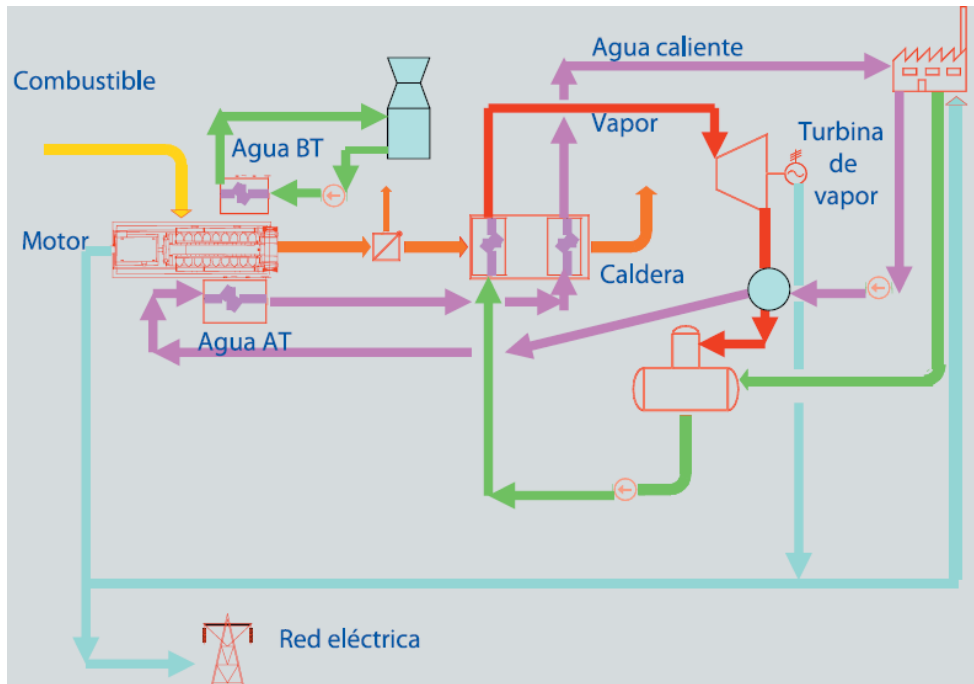 Agua caliente
Combustible
Agua BT
Vapor
Turbina
de
vapor
Motor
Caldera
Agua AT
Red eléctrica